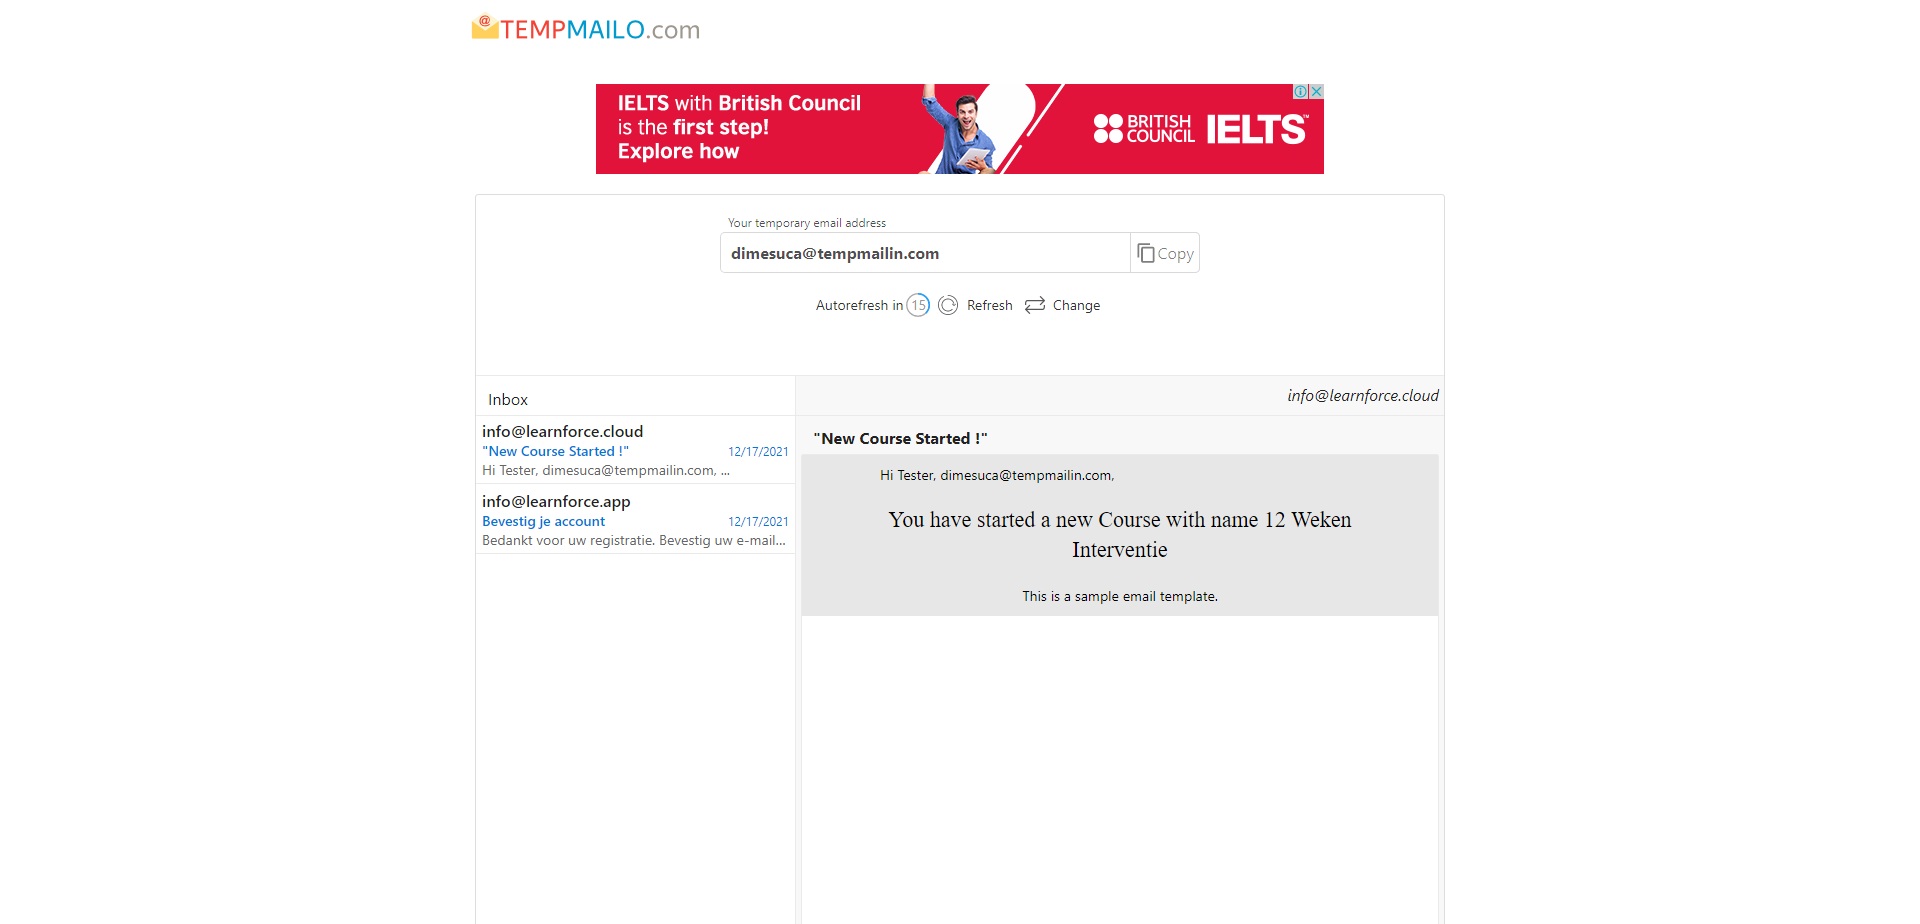 TEMPMAILO.com
IELTS with British Council
is the first step!
Explore how
BRITISH
COUNCIL
IELTS™
Your temporary email address
dimesuca@tempmailin.com
Copy
Autorefresh in 15 Refresh Change
Inbox
info@learnforce.cloud
"New Course Started !" 12/17/2021
Hi Tester, dimesuca@tempmailin.com, ...
info@learnforce.app
Bevestig je account 12/17/2021
Bedankt voor uw registratie. Bevestig uw e-mail...
info@learnforce.cloud
"New Course Started !"
Hi Tester, dimesuca@tempmailin.com,
You have started a new Course with name 12 Weken
Interventie
This is a sample email template.